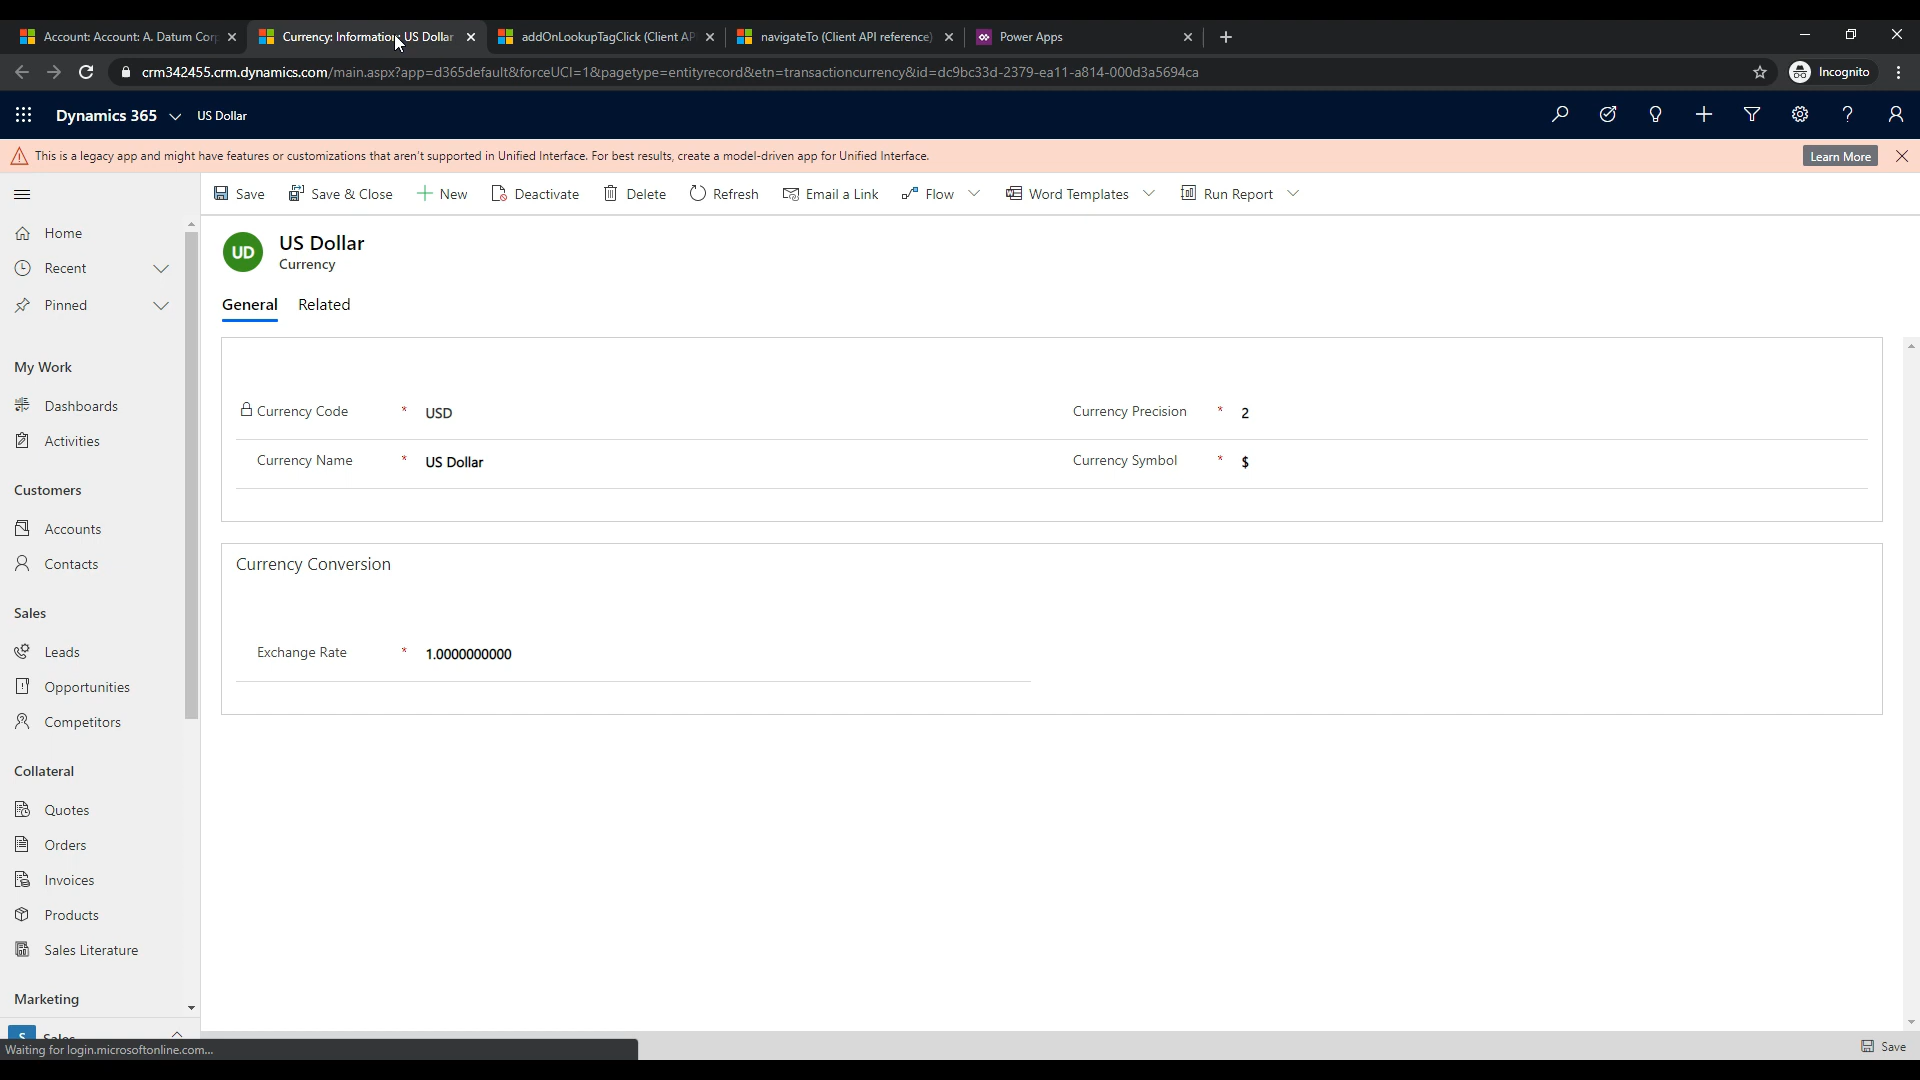 Account: Account: A. Datum Cor
Currency: Information: US Dollar
addOnLookupTagClick (Client AP
navigateTo (Client API reference)
Power Apps
crm342455.crm.dynamics.com/main.aspx?app=d365default&forceUCI=1&pagetype=entityrecord&etn=transactioncurrency&id=dc9bc33d-2379-ea11-a814-000d3a5694ca
Incognito
Dynamics 365
US Dollar
This is a legacy app and might have features or customizations that aren't supported in Unified Interface. For best results, create a model-driven app for Unified Interface.
Learn More
Save
Save & Close
New
Deactivate
Delete
Refresh
Email a Link
Flow
Word Templates
Run Report
Home
Recent
Pinned
My Work
Dashboards
Activities
Customers
Accounts
Contacts
Sales
Leads
Opportunities
Competitors
Collateral
Quotes
Orders
Invoices
Products
Sales Literature
Marketing
S Sales
Waiting for login.microsoftonline.com...
UD
US Dollar
Currency
General
Related
Currency Code * USD
Currency Precision * 2
Currency Name * US Dollar
Currency Symbol * $
Currency Conversion
Exchange Rate * 1.0000000000
Save